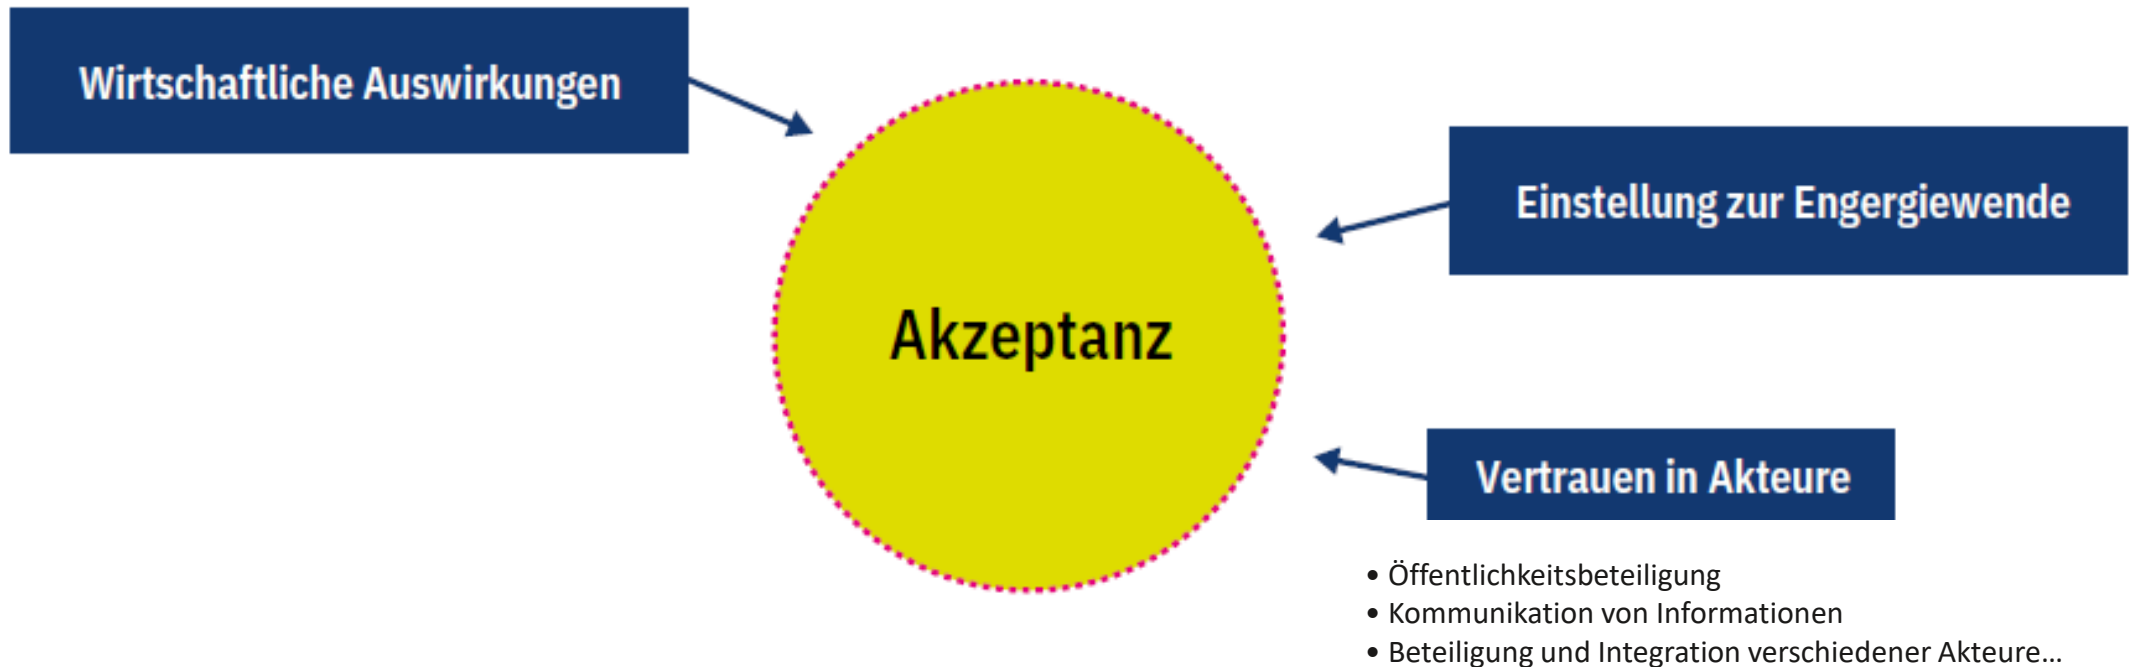 Wirtschaftliche Auswirkungen
Einstellung zur Engergiewende
Akzeptanz
Vertrauen in Akteure
• Öffentlichkeitsbeteiligung
• Kommunikation von Informationen
• Beteiligung und Integration verschiedener Akteure...